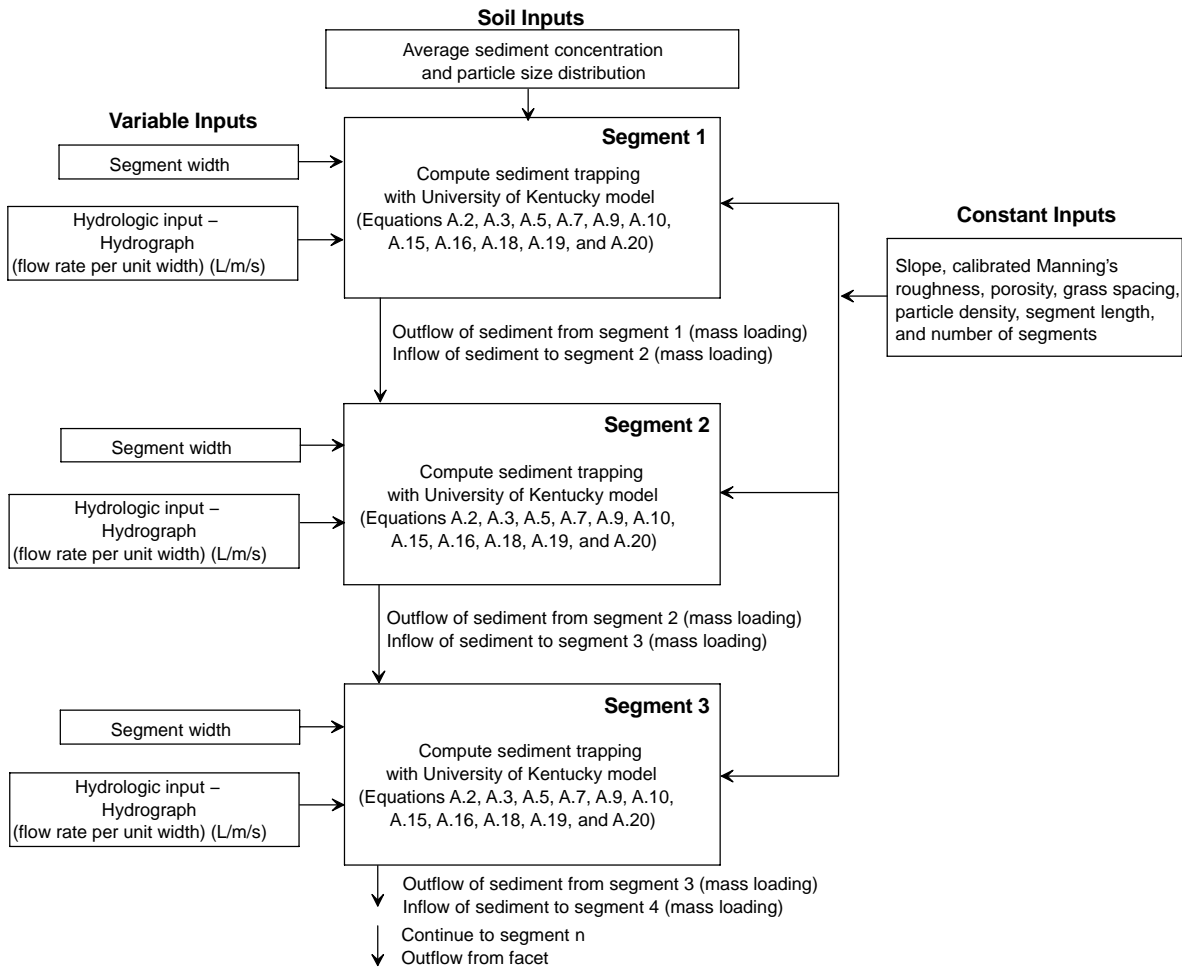 Soil Inputs
Average sediment concentration
and particle size distribution
Variable Inputs
Segment width
Hydrologic input –
Hydrograph
(flow rate per unit width) (L/m/s)
Segment 1
Compute sediment trapping
with University of Kentucky model
(Equations A.2, A.3, A.5, A.7, A.9, A.10,
A.15, A.16, A.18, A.19, and A.20)
Constant Inputs
Slope, calibrated Manning's
roughness, porosity, grass spacing,
particle density, segment length,
and number of segments
Outflow of sediment from segment 1 (mass loading)
Inflow of sediment to segment 2 (mass loading)
Segment width
Hydrologic input –
Hydrograph
(flow rate per unit width) (L/m/s)
Segment 2
Compute sediment trapping
with University of Kentucky model
(Equations A.2, A.3, A.5, A.7, A.9, A.10,
A.15, A.16, A.18, A.19, and A.20)
Outflow of sediment from segment 2 (mass loading)
Inflow of sediment to segment 3 (mass loading)
Segment width
Hydrologic input –
Hydrograph
(flow rate per unit width) (L/m/s)
Segment 3
Compute sediment trapping
with University of Kentucky model
(Equations A.2, A.3, A.5, A.7, A.9, A.10,
A.15, A.16, A.18, A.19, and A.20)
Outflow of sediment from segment 3 (mass loading)
Inflow of sediment to segment 4 (mass loading)
Continue to segment n
Outflow from facet